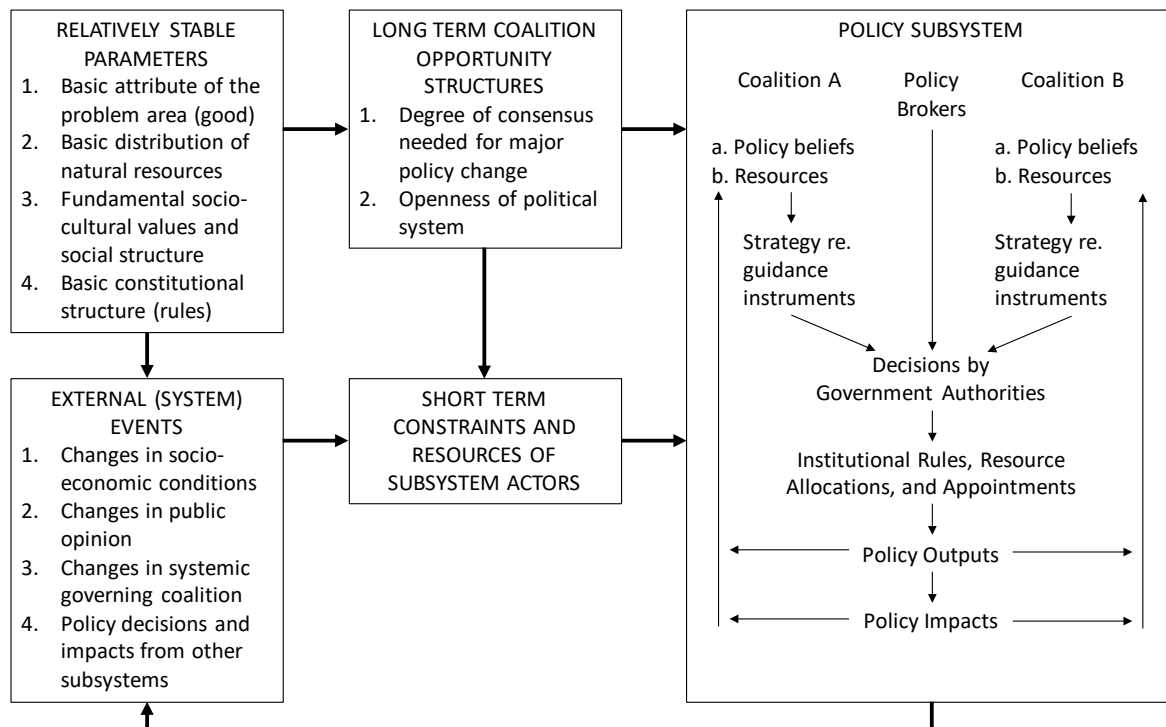 RELATIVELY STABLE
PARAMETERS
1. Basic attribute of the
problem area (good)
2. Basic distribution of
natural resources
3. Fundamental socio-
cultural values and
social structure
4. Basic constitutional
structure (rules)
LONG TERM COALITION
OPPORTUNITY
STRUCTURES
1. Degree of consensus
needed for major
policy change
2. Openness of political
system
EXTERNAL (SYSTEM)
EVENTS
1. Changes in socio-
economic conditions
2. Changes in public
opinion
3. Changes in systemic
governing coalition
4. Policy decisions and
impacts from other
subsystems
SHORT TERM
CONSTRAINTS AND
RESOURCES OF
SUBSYSTEM ACTORS
POLICY SUBSYSTEM
Coalition A
Policy
Brokers
Coalition B
a. Policy beliefs
b. Resources
a. Policy beliefs
b. Resources
Strategy re.
guidance
instruments
Strategy re.
guidance
instruments
Decisions by
Government Authorities
Institutional Rules, Resource
Allocations, and Appointments
Policy Outputs
Policy Impacts